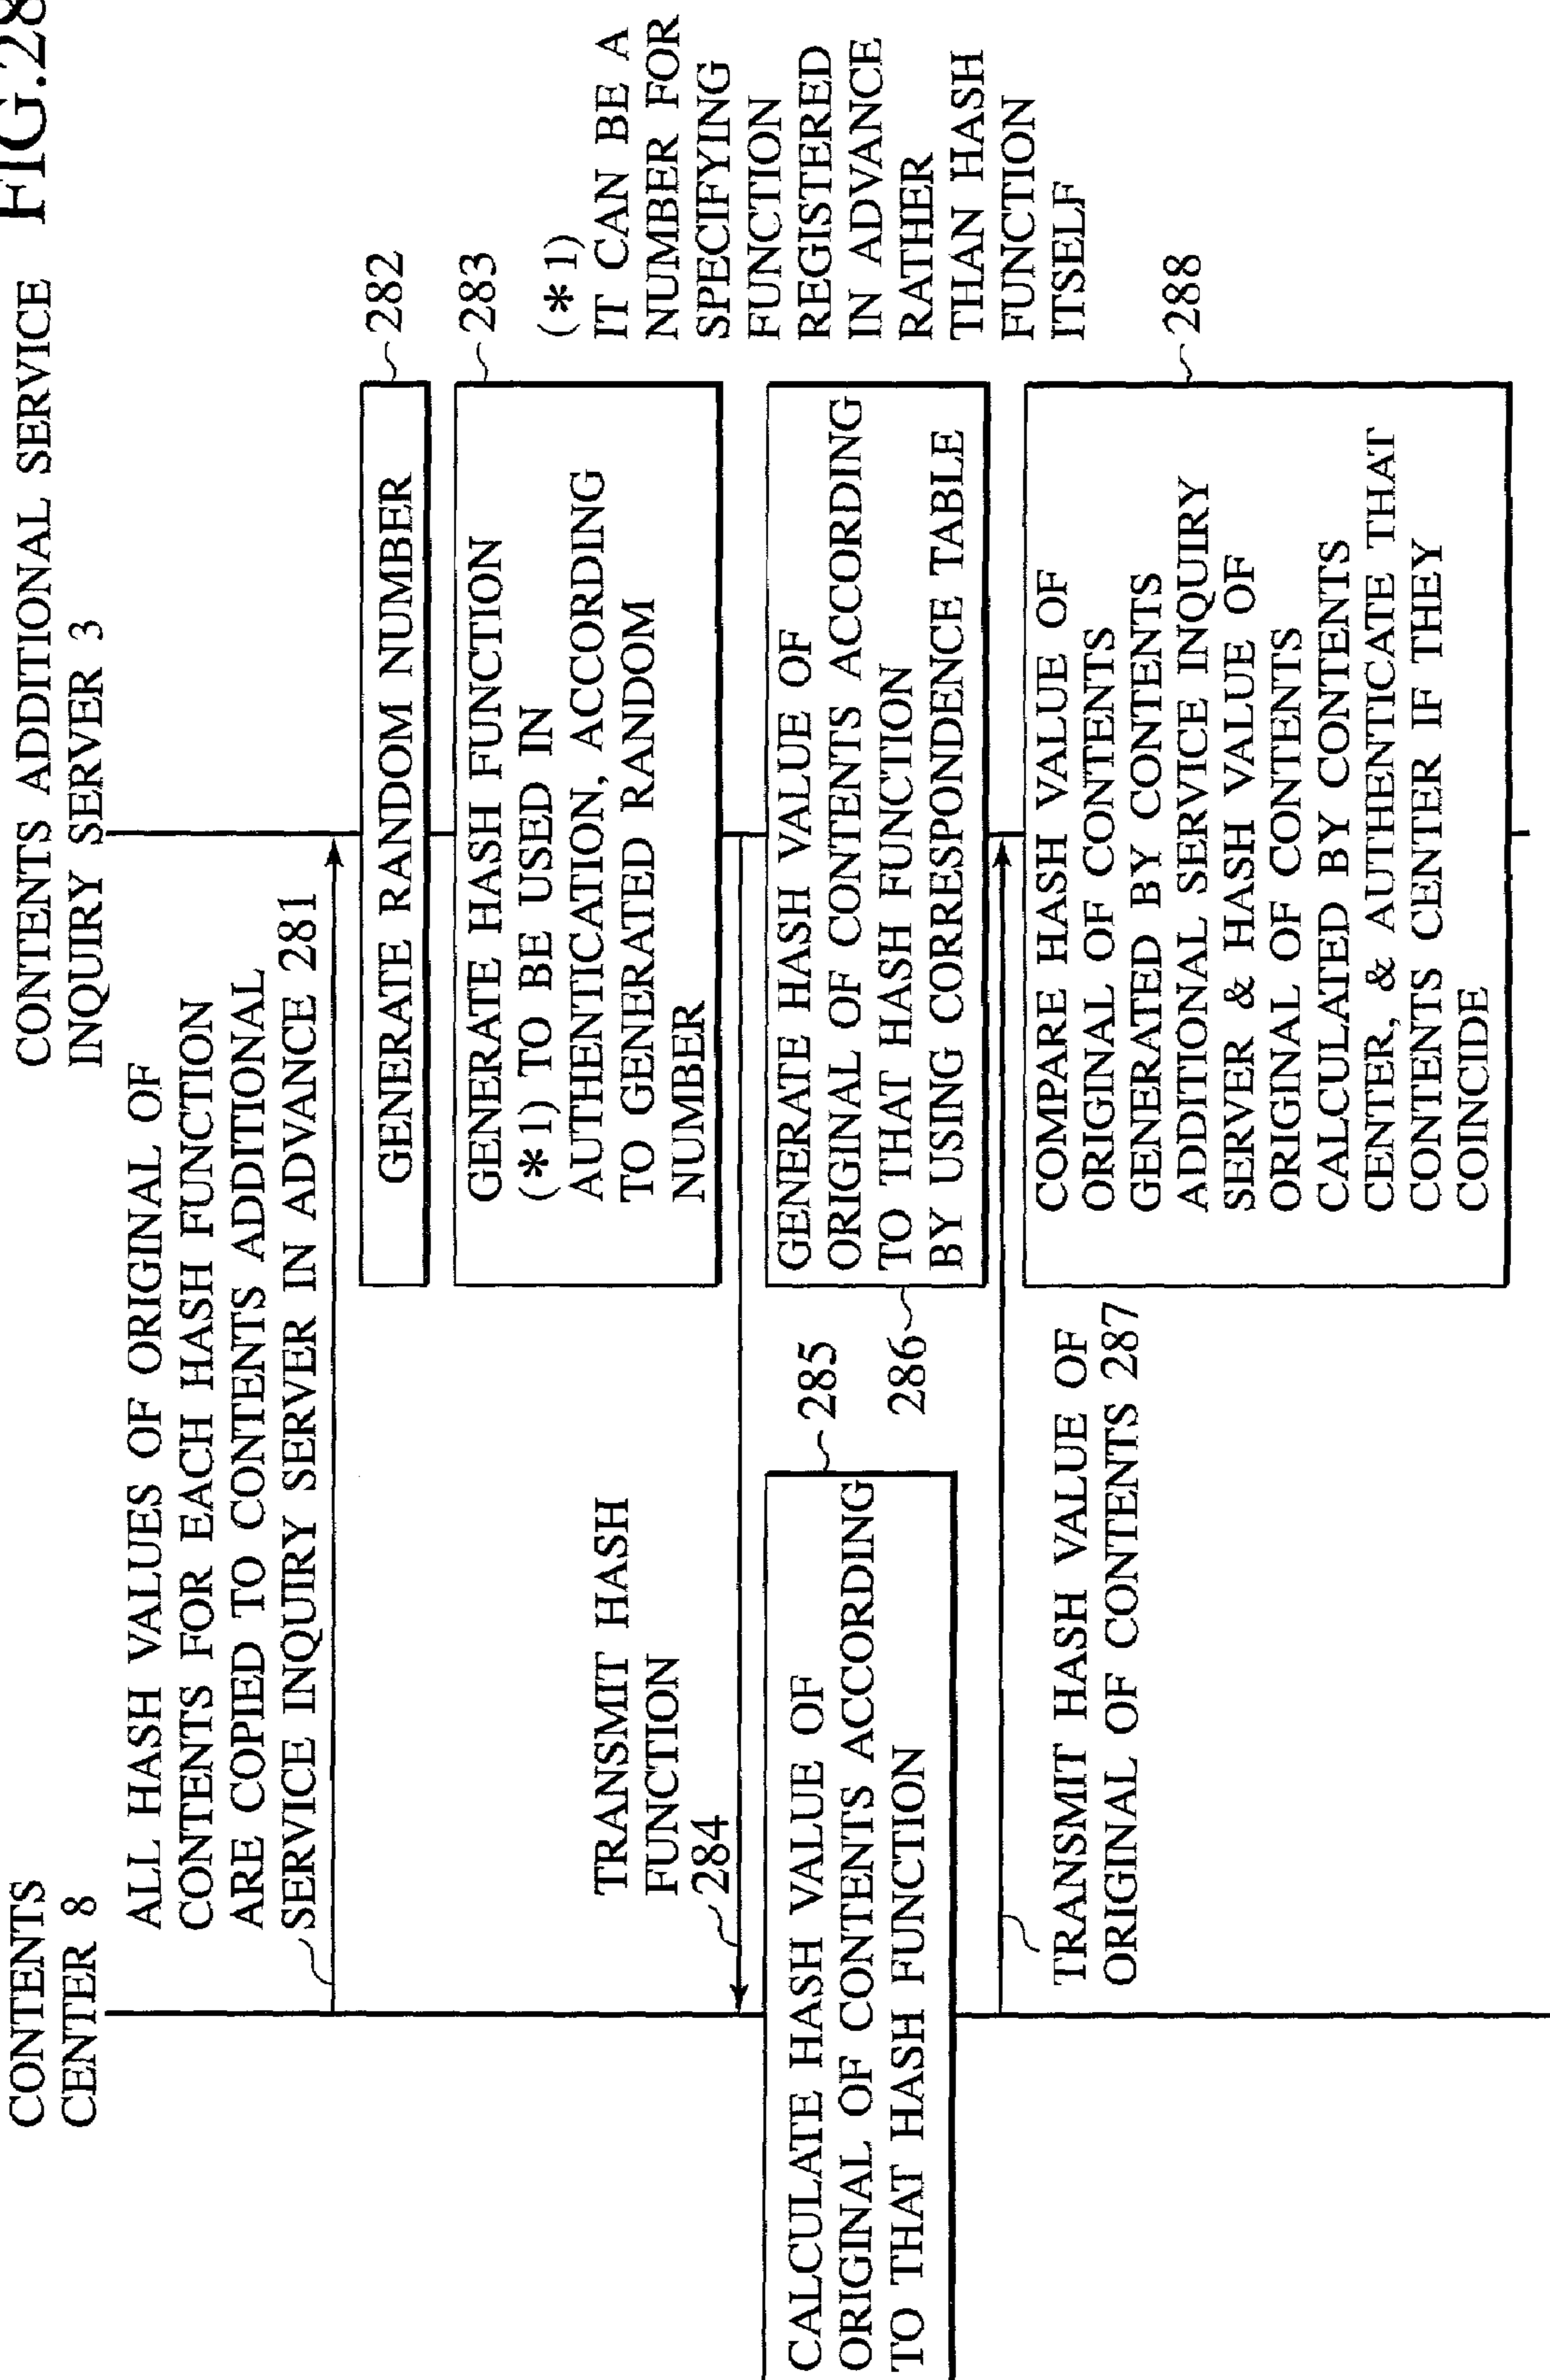 FIG.28
CONTENTS
CENTER 8
CONTENTS ADDITIONAL SERVICE
INQUIRY SERVER 3
ALL HASH VALUES OF ORIGINAL OF
CONTENTS FOR EACH HASH FUNCTION
ARE COPIED TO CONTENTS ADDITIONAL
SERVICE INQUIRY SERVER IN ADVANCE 281
GENERATE RANDOM NUMBER
282
GENERATE HASH FUNCTION
(*1) TO BE USED IN
AUTHENTICATION, ACCORDING
TO GENERATED RANDOM
NUMBER
283
(*1)
IT CAN BE A
NUMBER FOR
SPECIFYING
FUNCTION
REGISTERED
IN ADVANCE
RATHER
THAN HASH
FUNCTION
ITSELF
TRANSMIT HASH
FUNCTION
284
CALCULATE HASH VALUE OF
ORIGINAL OF CONTENTS ACCORDING
TO THAT HASH FUNCTION
285
GENERATE HASH VALUE OF
ORIGINAL OF CONTENTS ACCORDING
TO THAT HASH FUNCTION
BY USING CORRESPONDENCE TABLE
286
TRANSMIT HASH VALUE OF
ORIGINAL OF CONTENTS 287
COMPARE HASH VALUE OF
ORIGINAL OF CONTENTS
GENERATED BY CONTENTS
ADDITIONAL SERVICE INQUIRY
SERVER & HASH VALUE OF
ORIGINAL OF CONTENTS
CALCULATED BY CONTENTS
CENTER, & AUTHENTICATE THAT
CONTENTS CENTER IF THEY
COINCIDE
288